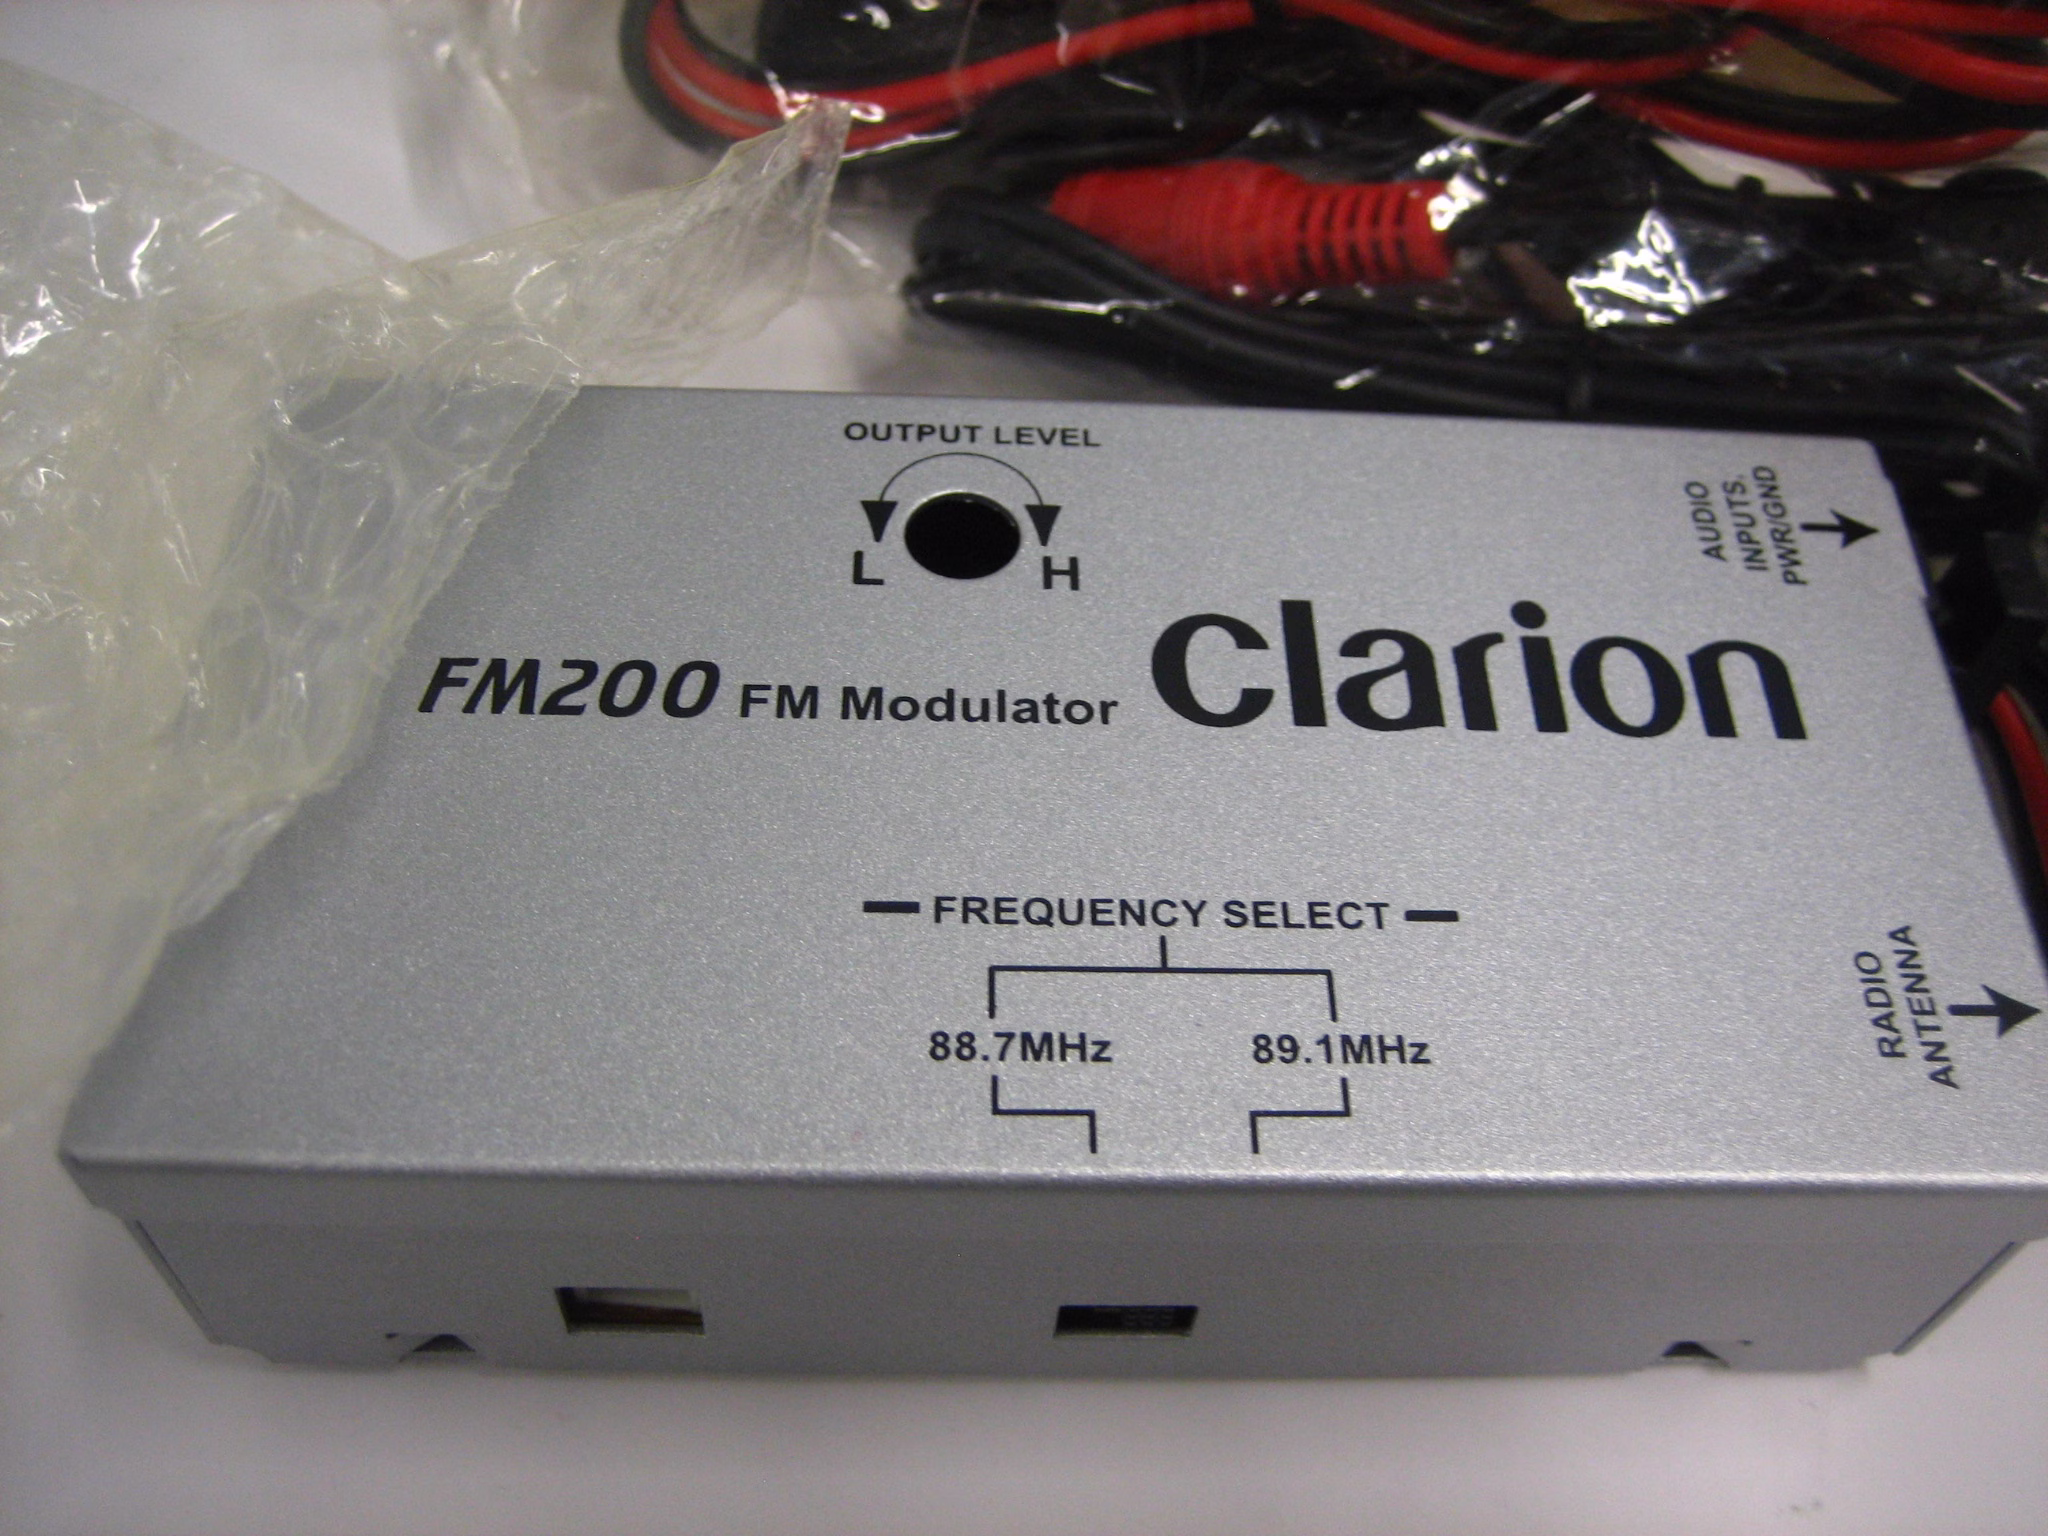 OUTPUT LEVEL
L H
FM200 FM Modulator Clarion
AUDIO
INPUTS.
PWR/GND
FREQUENCY SELECT
88.7MHz 89.1MHz
RADIO
ANTENNA